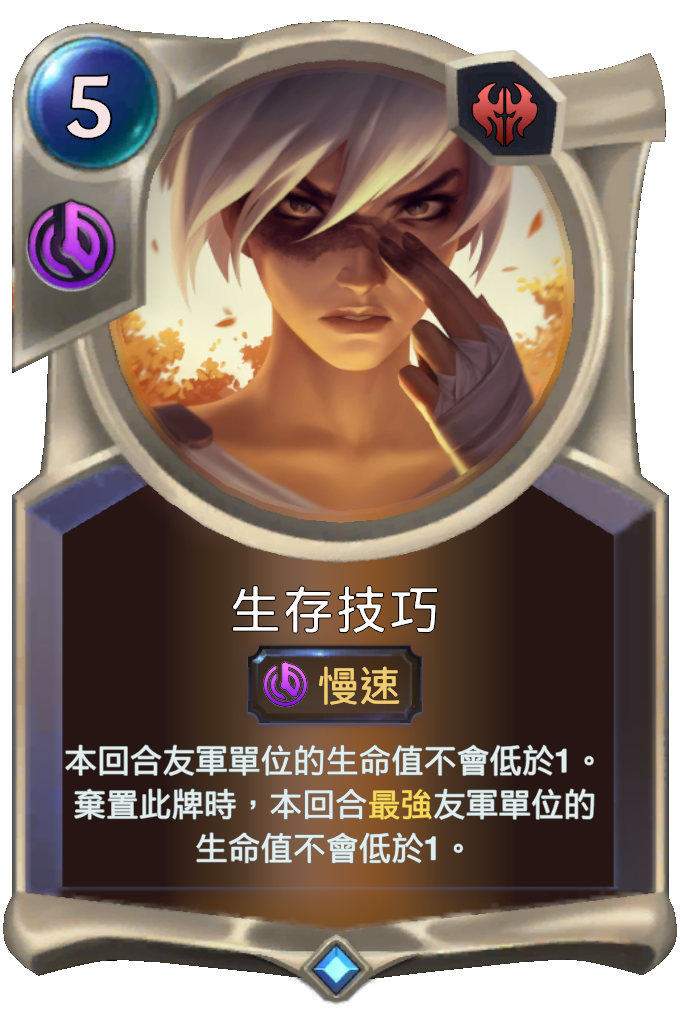 5
生存技巧
慢速
本回合友軍單位的生命值不會低於1。
棄置此牌時，本回合最強友軍單位的
生命值不會低於1。